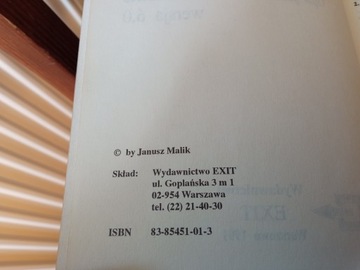 © by Janusz Malik
Skład: Wydawnictwo EXIT
ul. Goplańska 3 m 1
02-954 Warszawa
tel. (22) 21-40-30
ISBN 83-85451-01-3
EXIT